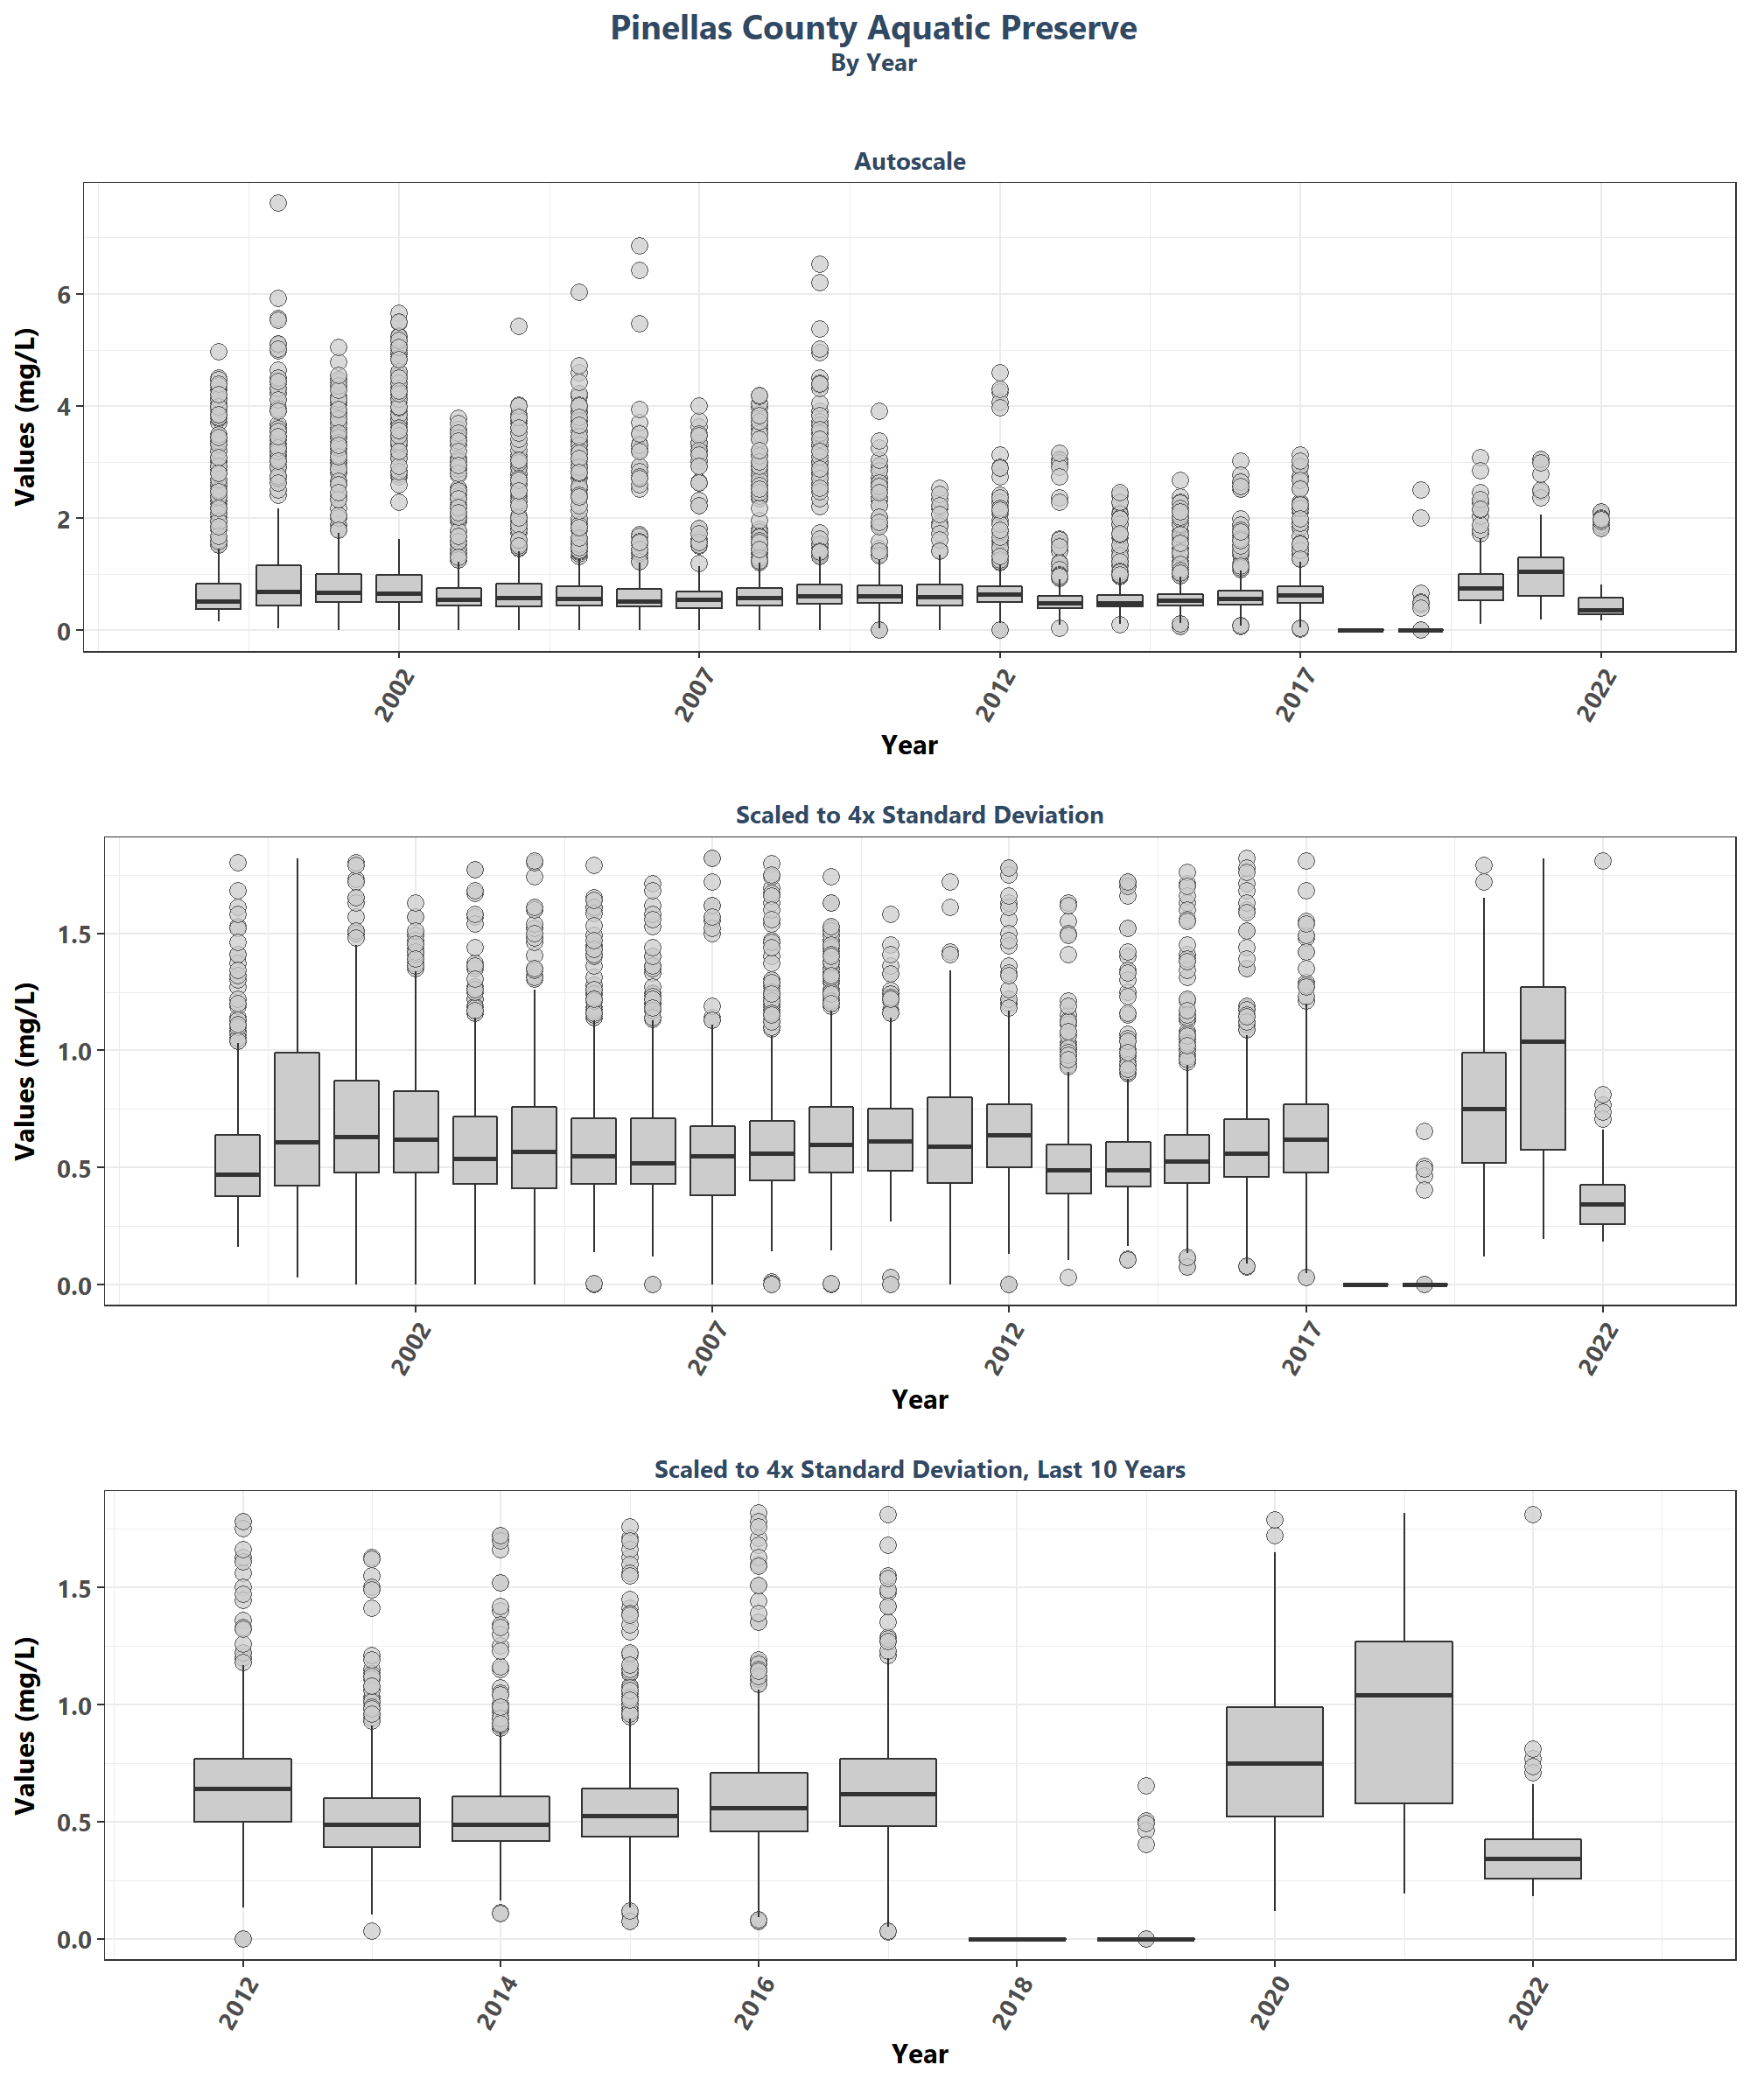 Pinellas County Aquatic Preserve
By Year
Autoscale
Values (mg/L)
6
4
2
0
2002 2007 2012 2017 2022
Year
Scaled to 4x Standard Deviation
Values (mg/L)
1.5
1.0
0.5
0.0
2002 2007 2012 2017 2022
Year
Scaled to 4x Standard Deviation, Last 10 Years
Values (mg/L)
1.5
1.0
0.5
0.0
2012 2014 2016 2018 2020 2022
Year